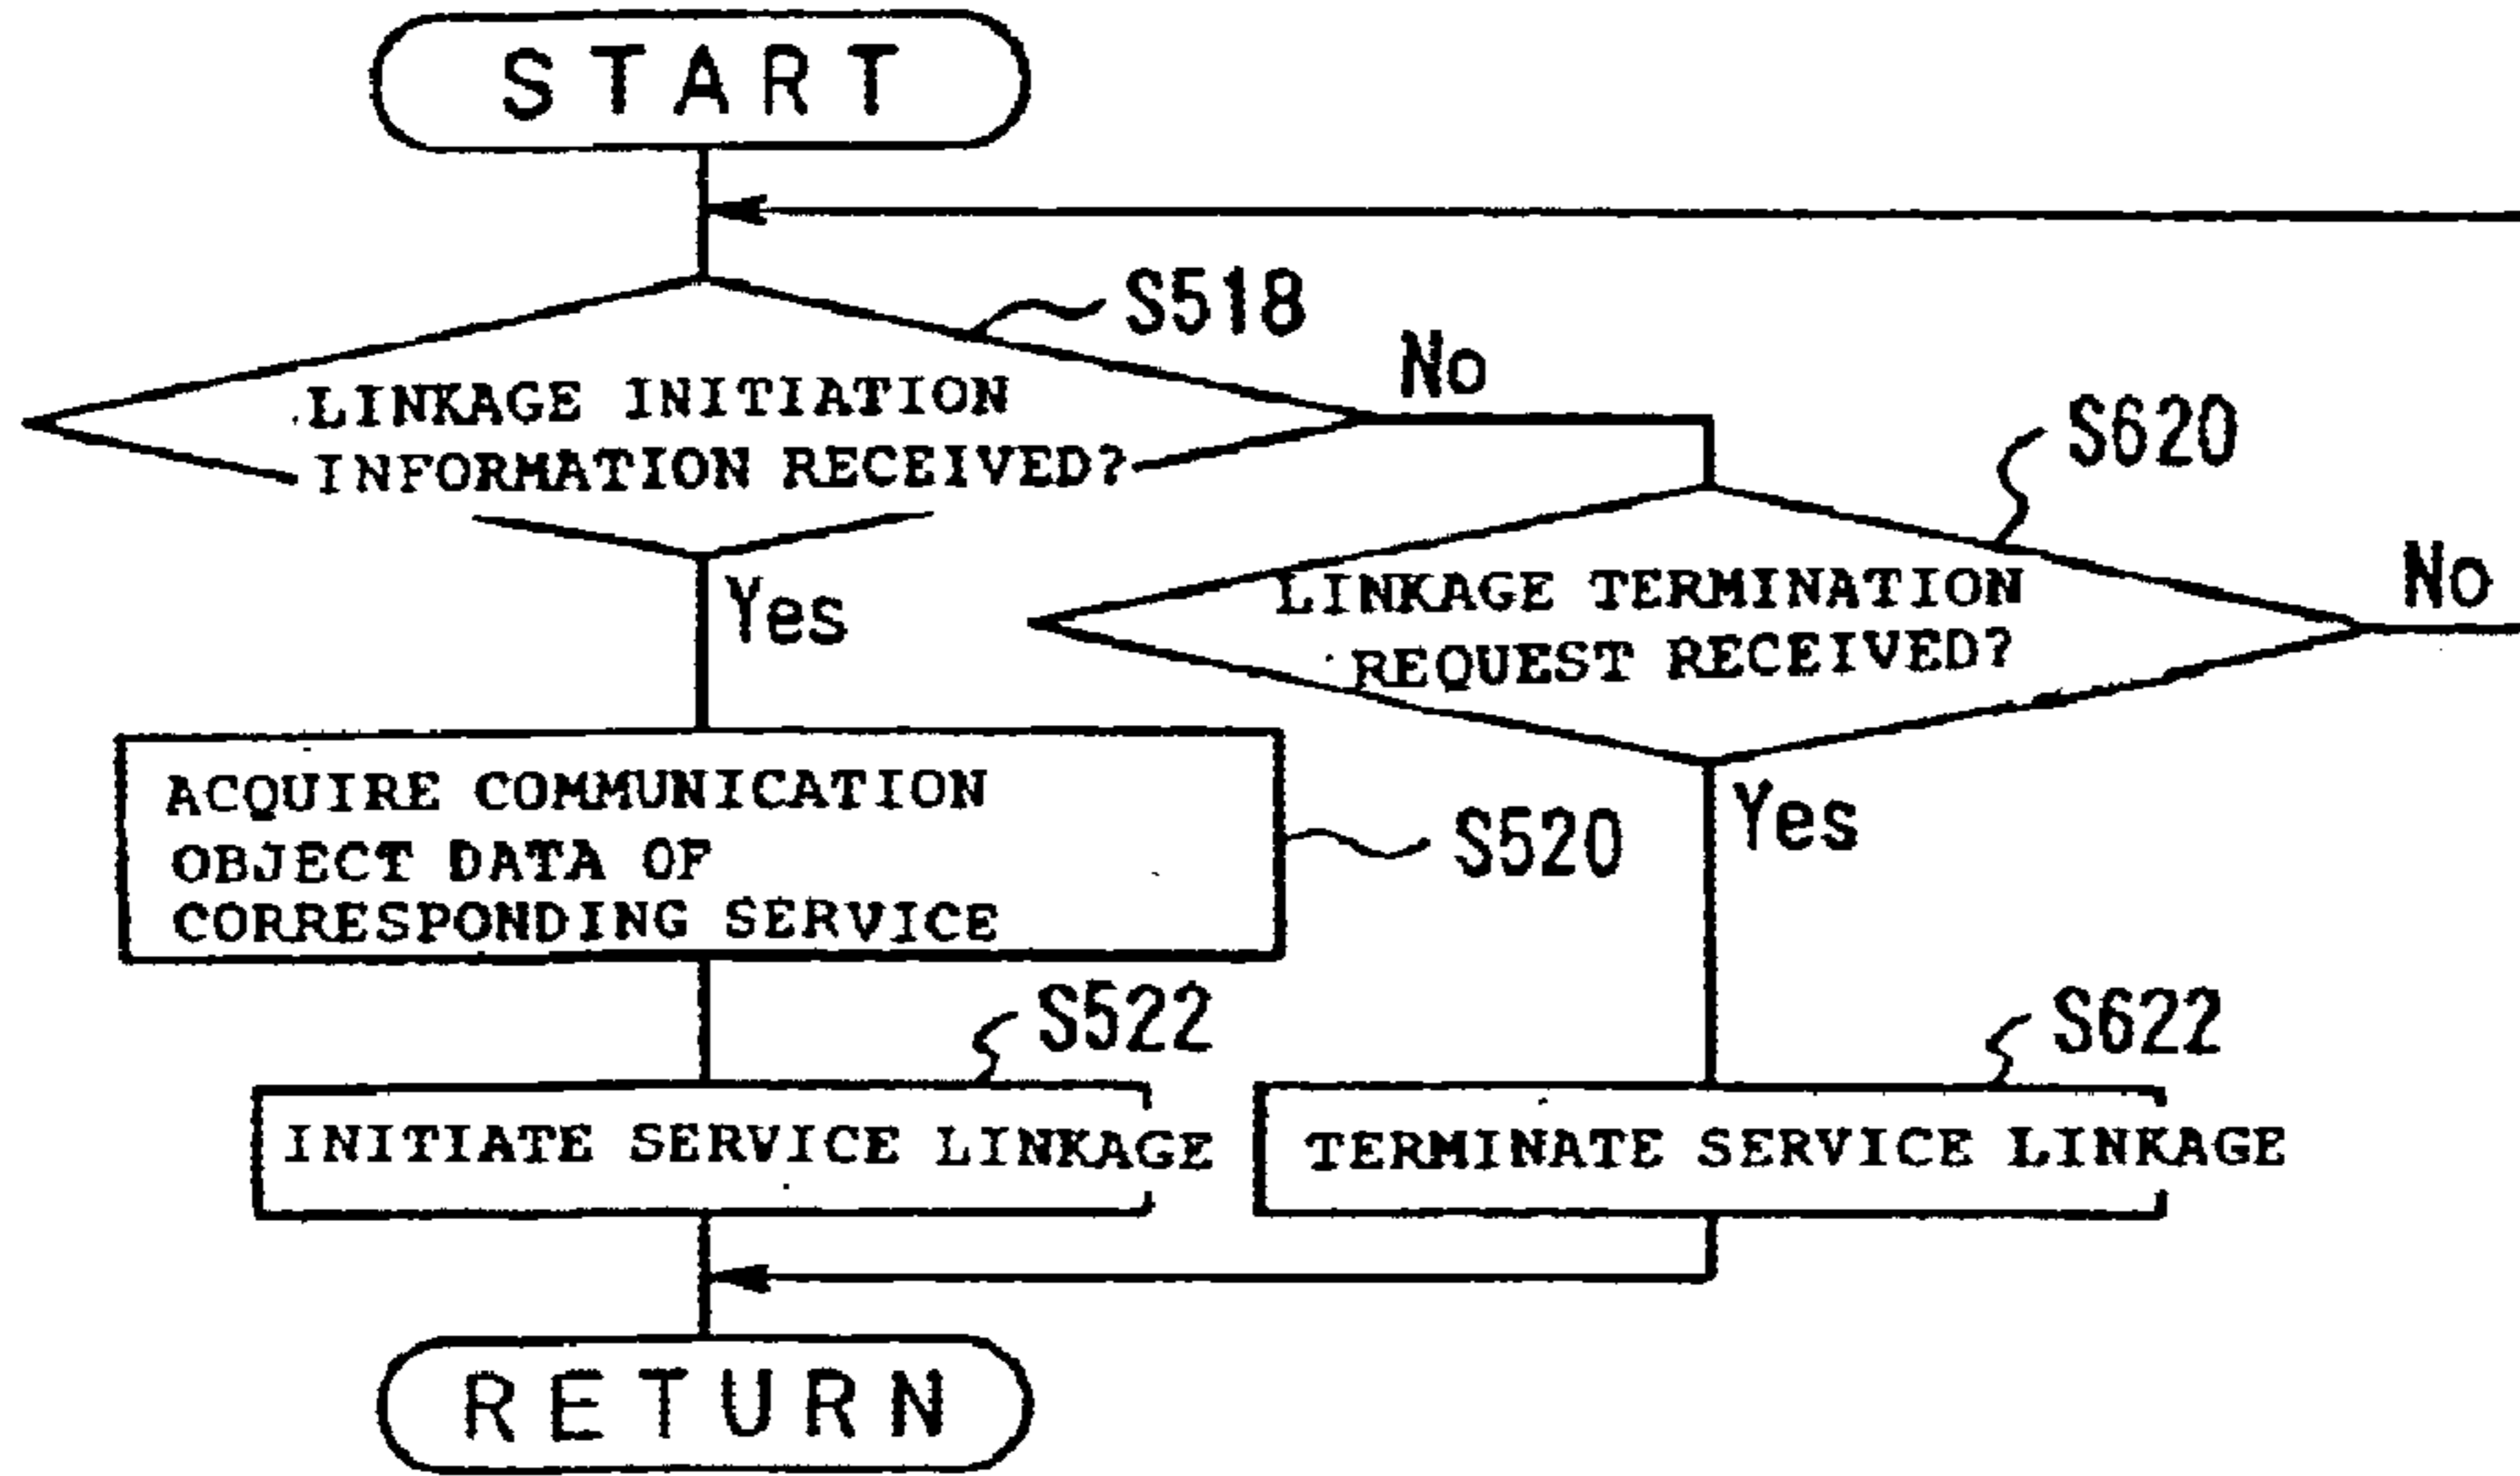 START
S518
No
LINKAGE INITIATION
INFORMATION RECEIVED?
S620
Yes
No
LINKAGE TERMINATION
REQUEST RECEIVED?
ACQUIRE COMMUNICATION
OBJECT DATA OF
CORRESPONDING SERVICE
S520
Yes
S522
S622
INITIATE SERVICE LINKAGE
TERMINATE SERVICE LINKAGE
RETURN